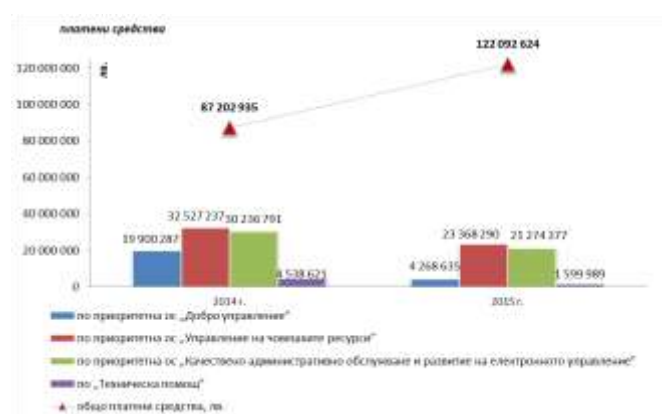 платени средства
122 092 624
120 000 000
лв.
100 000 000
87 202 935
80 000 000
60 000 000
40 000 000
32 527 237
30 236 791
19 900 287
23 368 290
21 274 377
20 000 000
4 538 621
4 268 635
1 599 989
0
2014 г.
2015 г.
по приоритетна ос „Добро управление"
по приоритетна ос „Управление на човешките ресурси"
по приоритетна ос „Качествено административно обслужване и развитие на електронното управление"
по „Техническа помощ"
общо платени средства, лв.